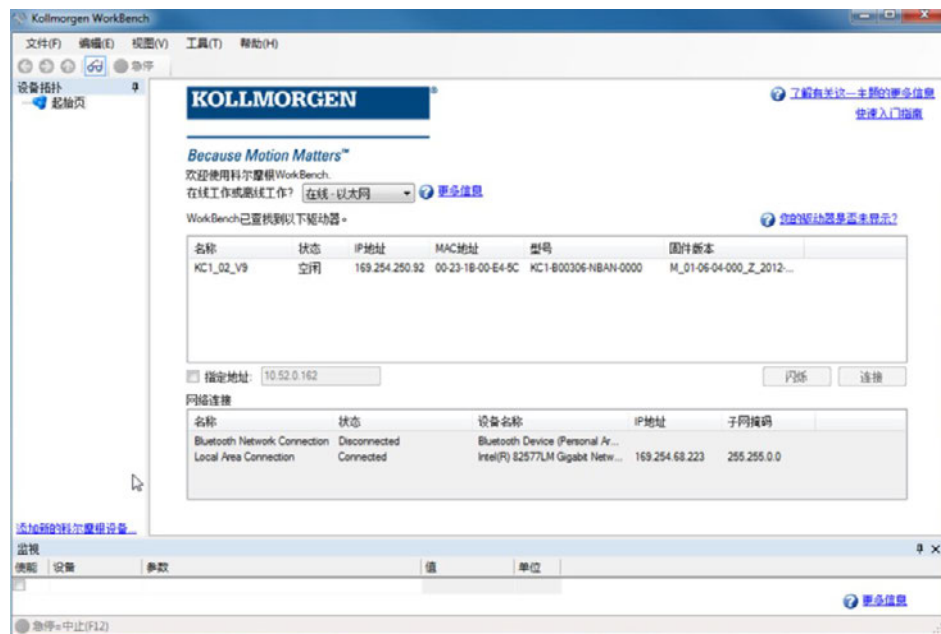 Kollmorgen WorkBench
文件(F) 编辑(E) 视图(V) 工具(T) 帮助(H)
急停
设备拓扑
起始页
KOLLMORGEN®
Because Motion Matters™
了解有关这一主题的更多信息
快速入门指南
欢迎使用科尔摩根WorkBench.
在线工作或离线工作? 在线 - 以太网 更多信息
WorkBench已查找到以下驱动器。 您的驱动器是否未显示?
名称 状态 IP地址 MAC地址 型号 固件版本
KC1_02_V9 空闲 169.254.250.92 00-23-1B-00-E4-5C KC1-B00306-NBAN-0000 M_01-06-04-000_Z_2012-...
指定地址: 10.52.0.162 闪烁 连接
网络连接
名称 状态 设备名称 IP地址 子网掩码
Bluetooth Network Connection Disconnected Bluetooth Device (Personal Ar...
Local Area Connection Connected Intel(R) 82577LM Gigabit Netw... 169.254.68.223 255.255.0.0
添加新的科尔摩根设备...
监视
使能 设备 参数 值 单位
更多信息
急停=中止(F12)